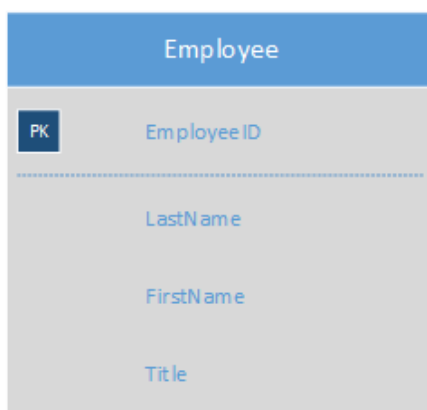 Employee
PK EmployeeID
LastName
FirstName
Title